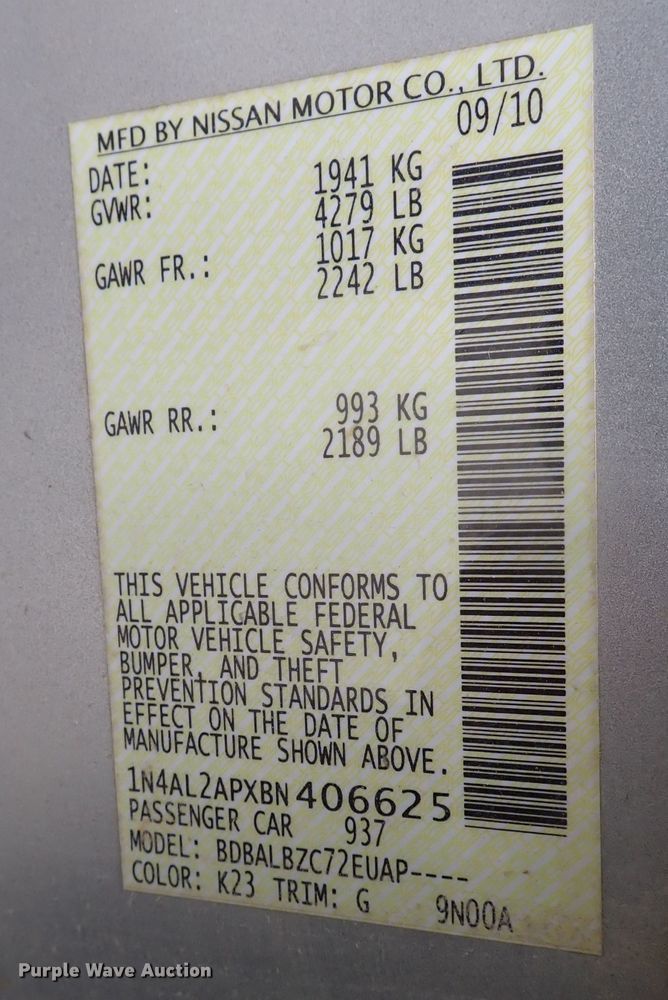 MFD BY NISSAN MOTOR CO., LTD.
DATE: 09/10
GVWR: 1941 KG
4279 LB
GAWR FR.: 1017 KG
2242 LB
GAWR RR.: 993 KG
2189 LB
THIS VEHICLE CONFORMS TO
ALL APPLICABLE FEDERAL
MOTOR VEHICLE SAFETY,
BUMPER, AND THEFT
PREVENTION STANDARDS IN
EFFECT ON THE DATE OF
MANUFACTURE SHOWN ABOVE.
1N4AL2APXBN 406625
PASSENGER CAR 937
MODEL: BDBALBZC72EUAP----
COLOR: K23 TRIM: G 9N00A
Purple Wave Auction